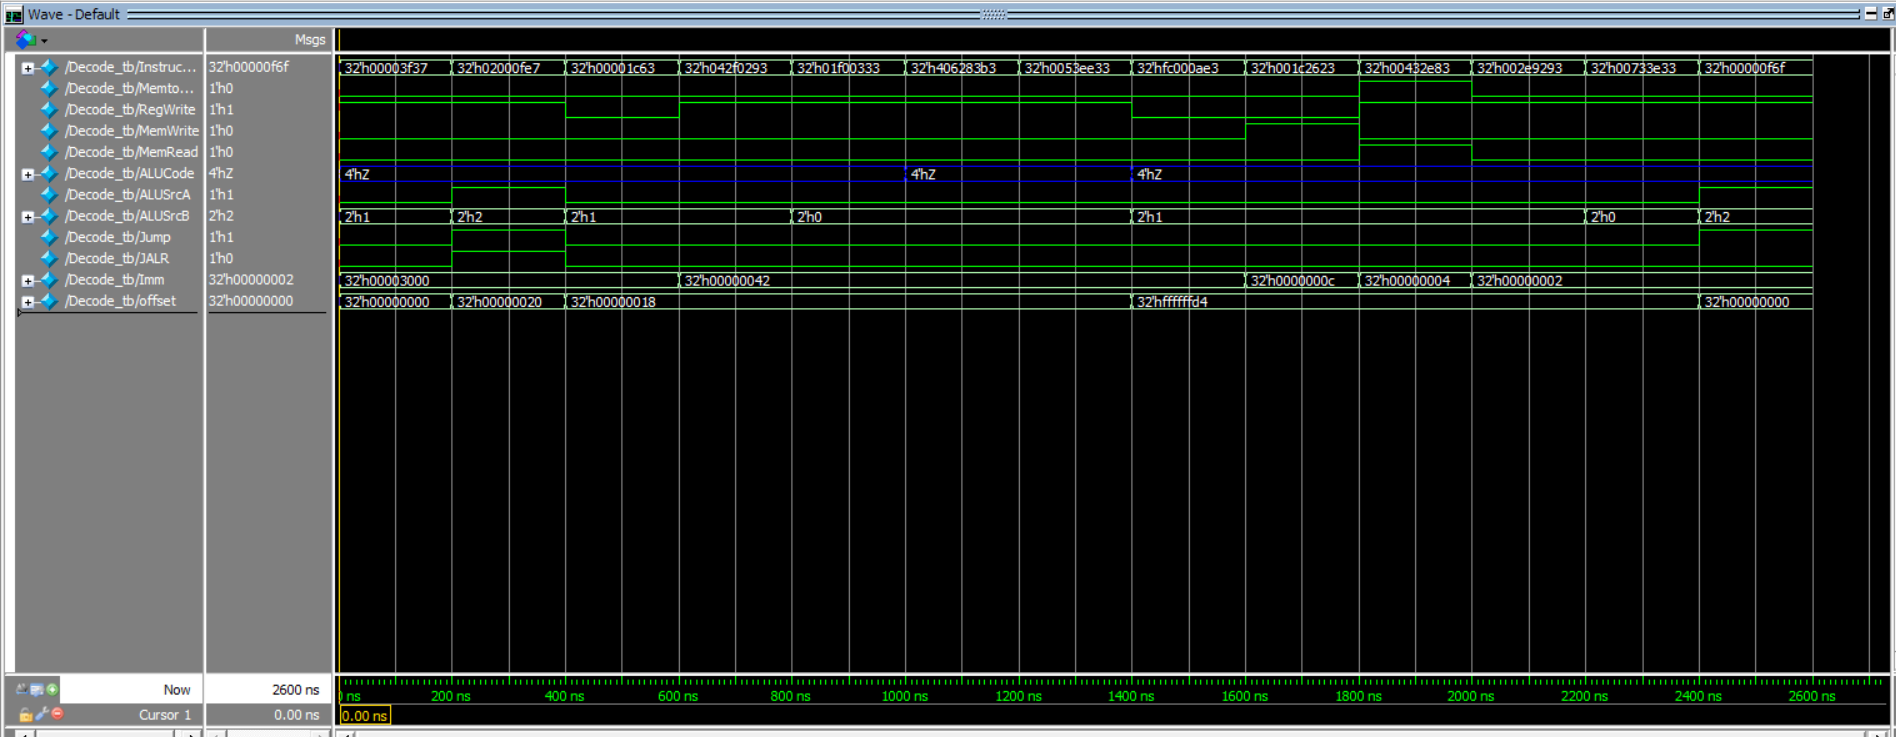 Wave - Default
Msgs
/Decode_tb/Instruc... 32'h00000f6f 32'h00003f37 32'h02000fe7 32'h00001c63 32'h042f0293 32'h01f00333 32'h406283b3 32'h0053ee33 32'hfc000ae3 32'h001c2623 32'h00432e83 32'h002e9293 32'h00733e33 32'h00000f6f
/Decode_tb/Memto... 1'h0
/Decode_tb/RegWrite 1'h1
/Decode_tb/MemWrite 1'h0
/Decode_tb/MemRead 1'h0
/Decode_tb/ALUCode 4'hZ 4'hZ 4'hZ 4'hZ
/Decode_tb/ALUSrcA 1'h1
/Decode_tb/ALUSrcB 2'h2 2'h1 2'h2 2'h1 2'h0 2'h1 2'h0 2'h2
/Decode_tb/Jump 1'h1
/Decode_tb/JALR 1'h0
/Decode_tb/Imm 32'h00000002 32'h00003000 32'h00000042 32'h0000000c 32'h00000004 32'h00000002
/Decode_tb/offset 32'h00000000 32'h00000000 32'h00000020 32'h00000018 32'hffffffd4 32'h00000000
Now 2600 ns ns 200 ns 400 ns 600 ns 800 ns 1000 ns 1200 ns 1400 ns 1600 ns 1800 ns 2000 ns 2200 ns 2400 ns 2600 ns
Cursor 1 0.00 ns 0.00 ns